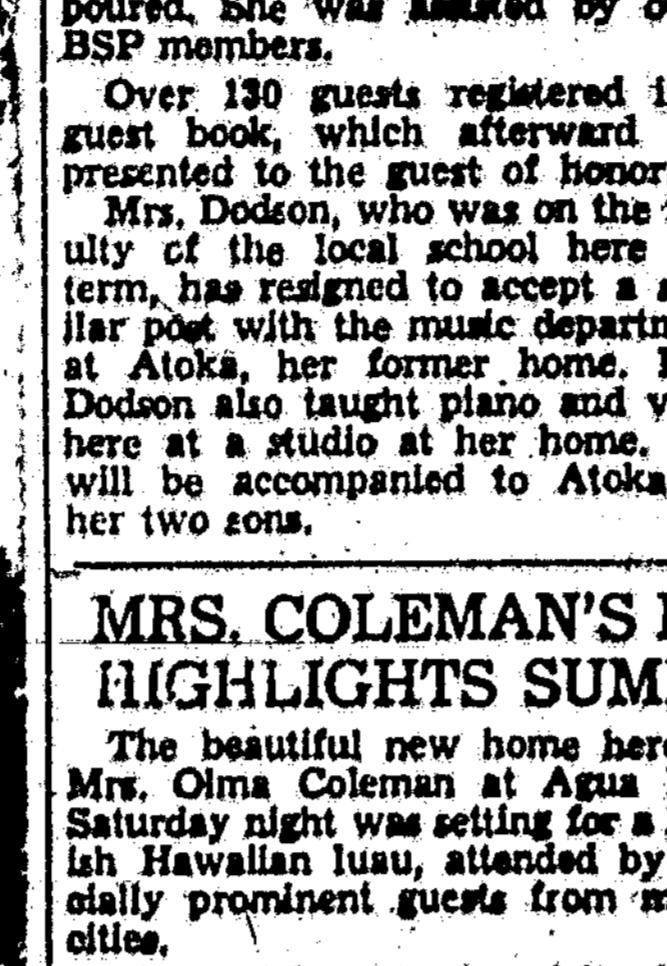 poured. She was assisted by
BSP members.
Over 130 guests registered
guest book, which afterward
presented to the guest of honor
Mrs. Dodson, who was on the
ulty of the local school here
term, has resigned to accept a
ilar post with the music departm
at Atoka, her former home.
Dodson also taught piano and v
here at a studio at her home.
will be accompanied to Atoka
her two sons.
MRS. COLEMAN'S
HIGHLIGHTS SUM
The beautiful new home her
Mrs. Olma Coleman at Agua
Saturday night was setting for a
ish Hawaiian luau, attended by
cially prominent guests from m
cities.